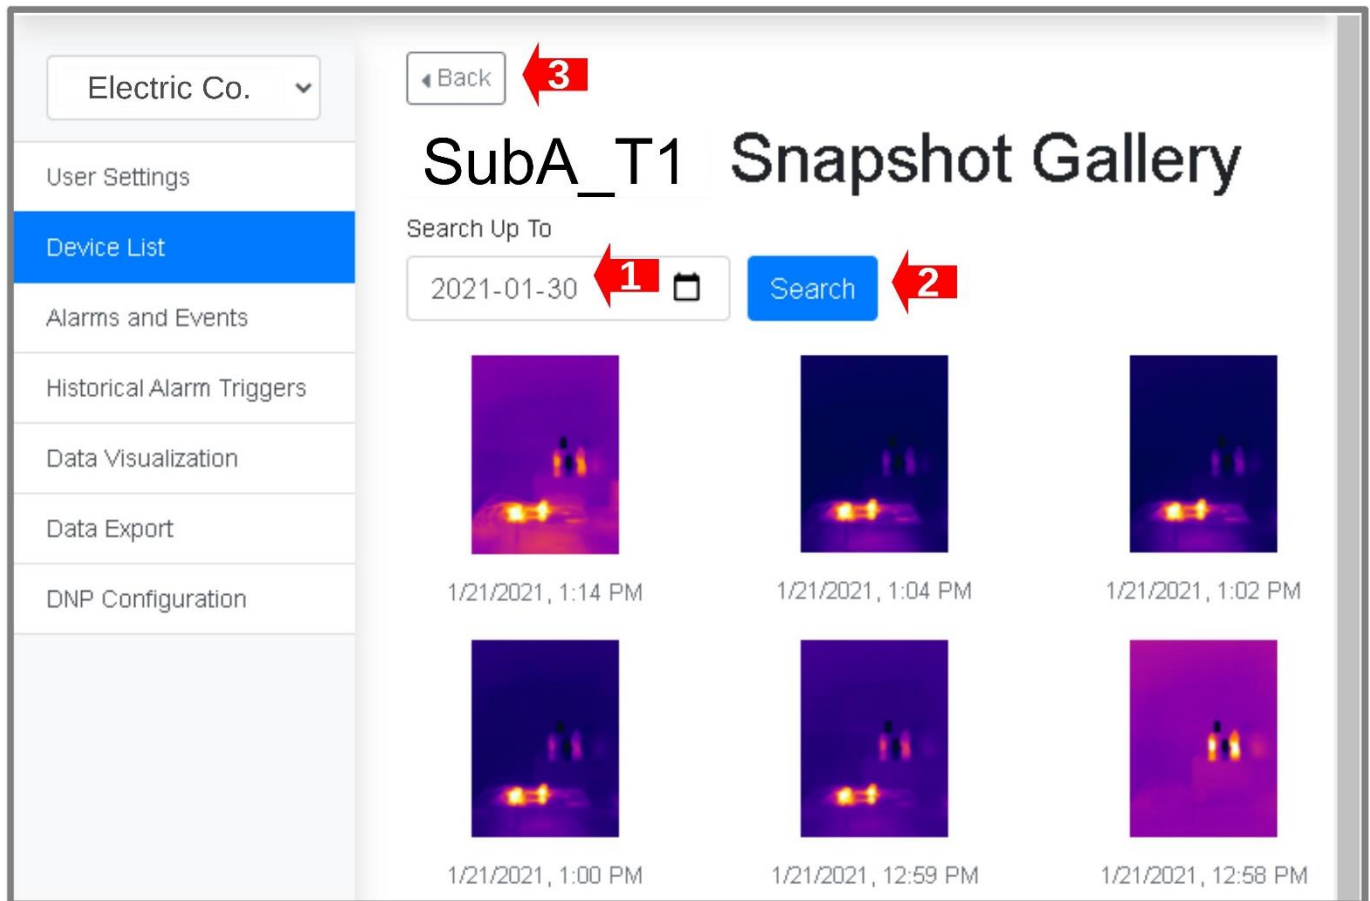 Electric Co.
User Settings
Device List
Alarms and Events
Historical Alarm Triggers
Data Visualization
Data Export
DNP Configuration
Back 3
SubA_T1 Snapshot Gallery
Search Up To
2021-01-30 1 Search 2
1/21/2021, 1:14 PM 1/21/2021, 1:04 PM 1/21/2021, 1:02 PM
1/21/2021, 1:00 PM 1/21/2021, 12:59 PM 1/21/2021, 12:58 PM